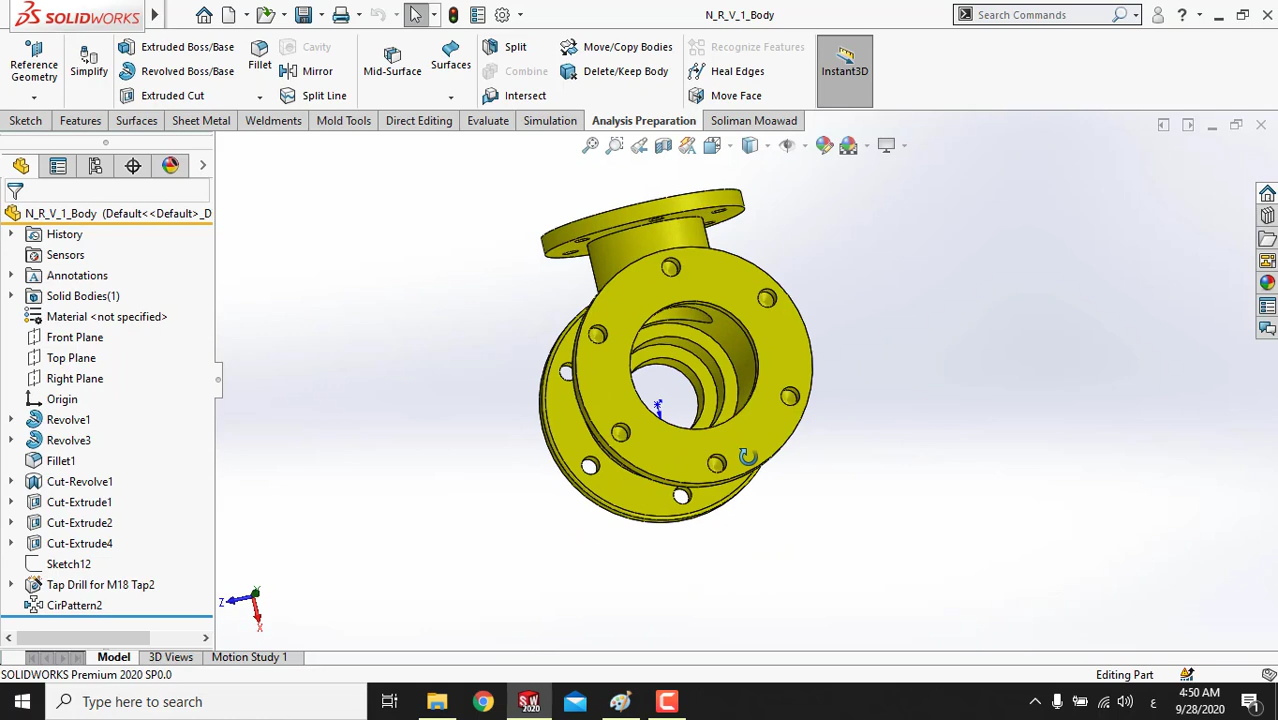 SOLIDWORKS
N_R_V_1_Body
Search Commands
Reference Geometry
Simplify
Extruded Boss/Base
Revolved Boss/Base
Extruded Cut
Fillet
Cavity
Mirror
Split Line
Mid-Surface
Surfaces
Split
Combine
Intersect
Move/Copy Bodies
Delete/Keep Body
Recognize Features
Heal Edges
Move Face
Instant3D
Sketch
Features
Surfaces
Sheet Metal
Weldments
Mold Tools
Direct Editing
Evaluate
Simulation
Analysis Preparation
Soliman Moawad
N_R_V_1_Body (Default<<Default>_D
History
Sensors
Annotations
Solid Bodies(1)
Material <not specified>
Front Plane
Top Plane
Right Plane
Origin
Revolve1
Revolve3
Fillet1
Cut-Revolve1
Cut-Extrude1
Cut-Extrude2
Cut-Extrude4
Sketch12
Tap Drill for M18 Tap2
CirPattern2
Y
Z
X
Model
3D Views
Motion Study 1
SOLIDWORKS Premium 2020 SP0.0
Editing Part
Type here to search
SW
2020
ع
4:50 AM
9/28/2020
1